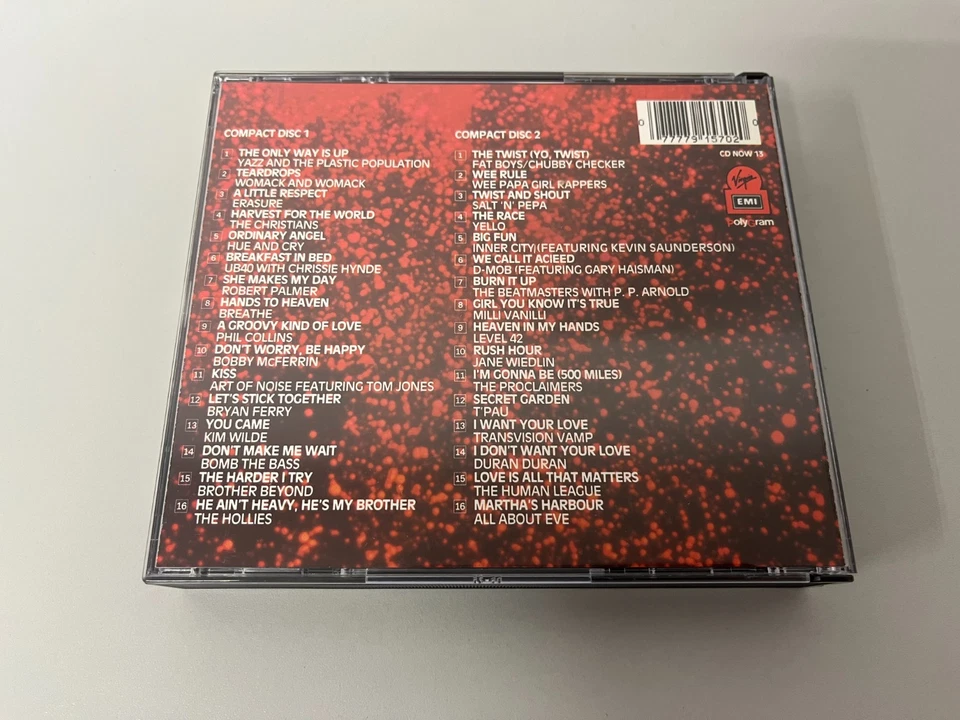 COMPACT DISC 1
1 THE ONLY WAY IS UP
YAZZ AND THE PLASTIC POPULATION
2 TEARDROPS
WOMACK AND WOMACK
3 A LITTLE RESPECT
ERASURE
4 HARVEST FOR THE WORLD
THE CHRISTIANS
5 ORDINARY ANGEL
HUE AND CRY
6 BREAKFAST IN BED
UB40 WITH CHRISSIE HYNDE
7 SHE MAKES MY DAY
ROBERT PALMER
8 HANDS TO HEAVEN
BREATHE
9 A GROOVY KIND OF LOVE
PHIL COLLINS
10 DON'T WORRY, BE HAPPY
BOBBY McFERRIN
11 KISS
ART OF NOISE FEATURING TOM JONES
12 LET'S STICK TOGETHER
BRYAN FERRY
13 YOU CAME
KIM WILDE
14 DON'T MAKE ME WAIT
BOMB THE BASS
15 THE HARDER I TRY
BROTHER BEYOND
16 HE AIN'T HEAVY, HE'S MY BROTHER
THE HOLLIES
COMPACT DISC 2
1 THE TWIST (YO, TWIST)
FAT BOYS/CHUBBY CHECKER
2 WEE RULE
WEE PAPA GIRL RAPPERS
3 TWIST AND SHOUT
SALT 'N' PEPA
4 THE RACE
YELLO
5 BIG FUN
INNER CITY(FEATURING KEVIN SAUNDERSON)
6 WE CALL IT ACIEED
D-MOB (FEATURING GARY HAISMAN)
7 BURN IT UP
THE BEATMASTERS WITH P. P. ARNOLD
8 GIRL YOU KNOW IT'S TRUE
MILLI VANILLI
9 HEAVEN IN MY HANDS
LEVEL 42
10 RUSH HOUR
JANE WIEDLIN
11 I'M GONNA BE (500 MILES)
THE PROCLAIMERS
12 SECRET GARDEN
T'PAU
13 I WANT YOUR LOVE
TRANSVISION VAMP
14 I DON'T WANT YOUR LOVE
DURAN DURAN
15 LOVE IS ALL THAT MATTERS
THE HUMAN LEAGUE
16 MARTHA'S HARBOUR
ALL ABOUT EVE
0 77779 15702 0
CD NOW 13
Virgin
EMI
PolyGram